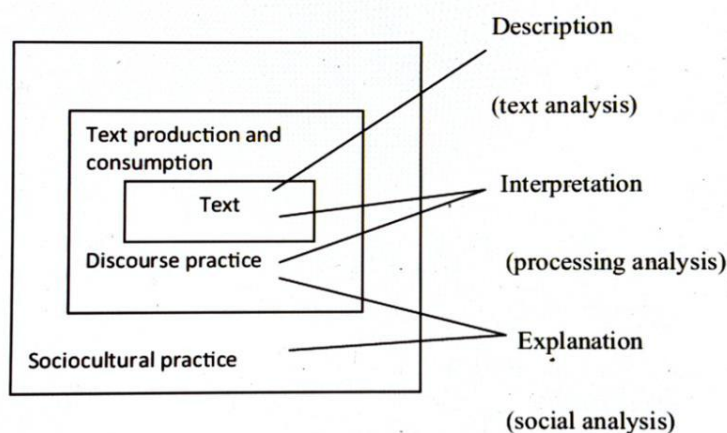 Description
(text analysis)
Text production and
consumption
Text
Interpretation
Discourse practice
(processing analysis)
Explanation
Sociocultural practice
(social analysis)